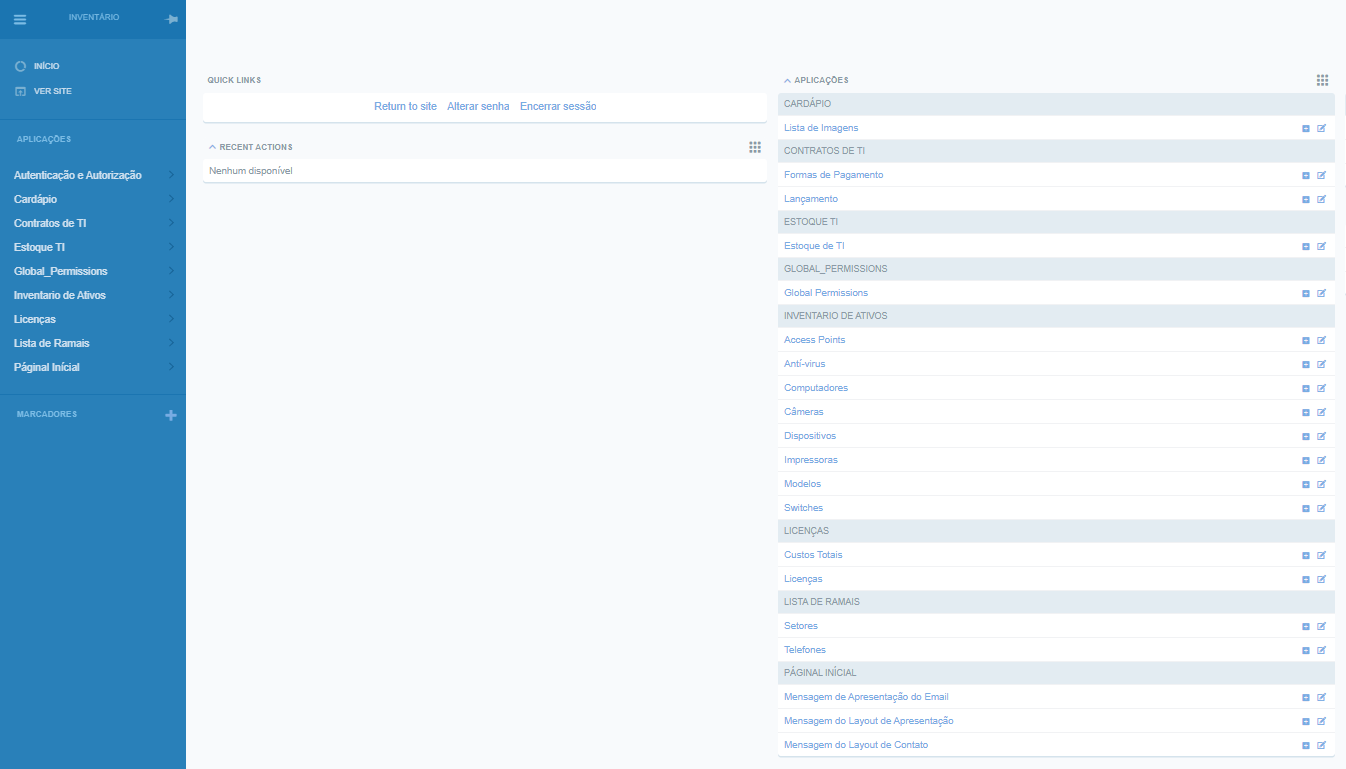 INVENTÁRIO
INÍCIO
VER SITE
APLICAÇÕES
Autenticação e Autorização
Cardápio
Contratos de TI
Estoque TI
Global_Permissions
Inventario de Ativos
Licenças
Lista de Ramais
Páginal Inícial
MARCADORES
QUICK LINKS
Return to site Alterar senha Encerrar sessão
RECENT ACTIONS
Nenhum disponível
APLICAÇÕES
CARDÁPIO
Lista de Imagens
CONTRATOS DE TI
Formas de Pagamento
Lançamento
ESTOQUE TI
Estoque de TI
GLOBAL_PERMISSIONS
Global Permissions
INVENTARIO DE ATIVOS
Access Points
Antí-virus
Computadores
Câmeras
Dispositivos
Impressoras
Modelos
Switches
LICENÇAS
Custos Totais
Licenças
LISTA DE RAMAIS
Setores
Telefones
PÁGINAL INÍCIAL
Mensagem de Apresentação do Email
Mensagem do Layout de Apresentação
Mensagem do Layout de Contato